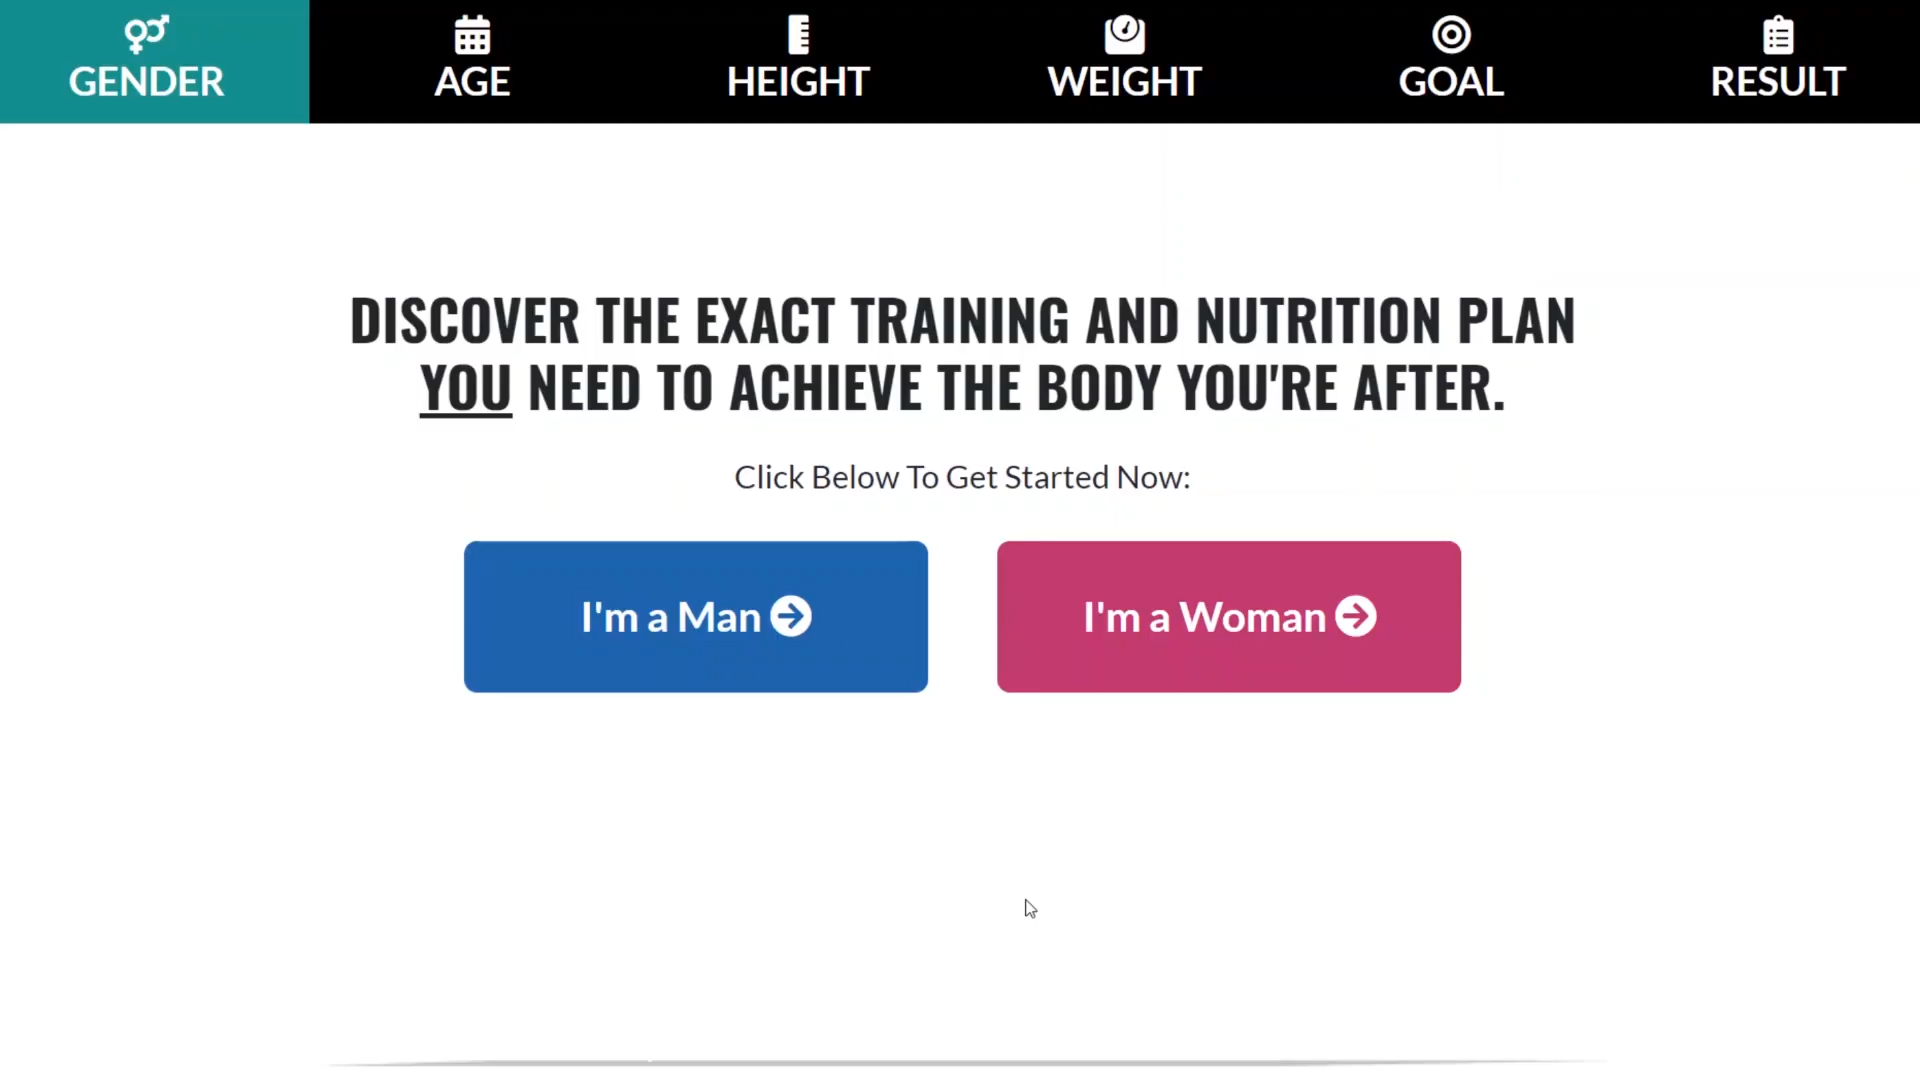 GENDER
AGE
HEIGHT
WEIGHT
GOAL
RESULT
DISCOVER THE EXACT TRAINING AND NUTRITION PLAN
YOU NEED TO ACHIEVE THE BODY YOU'RE AFTER.
Click Below To Get Started Now:
I'm a Man
I'm a Woman